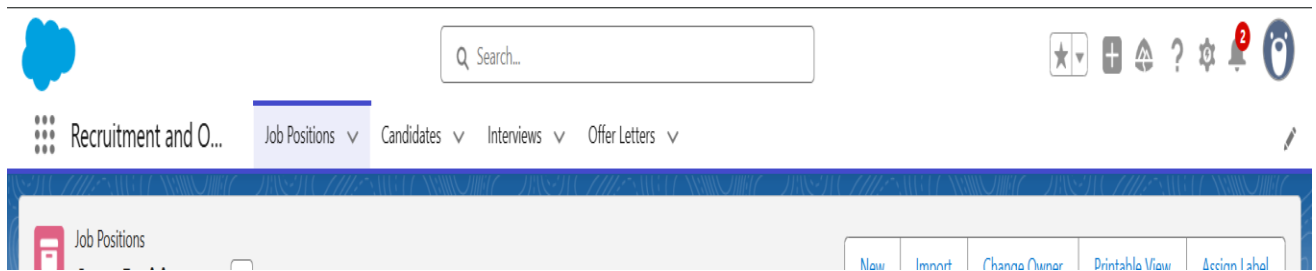 Search...
2
Recruitment and O... Job Positions Candidates Interviews Offer Letters
Job Positions
New Import Change Owner Printable View Assign Label